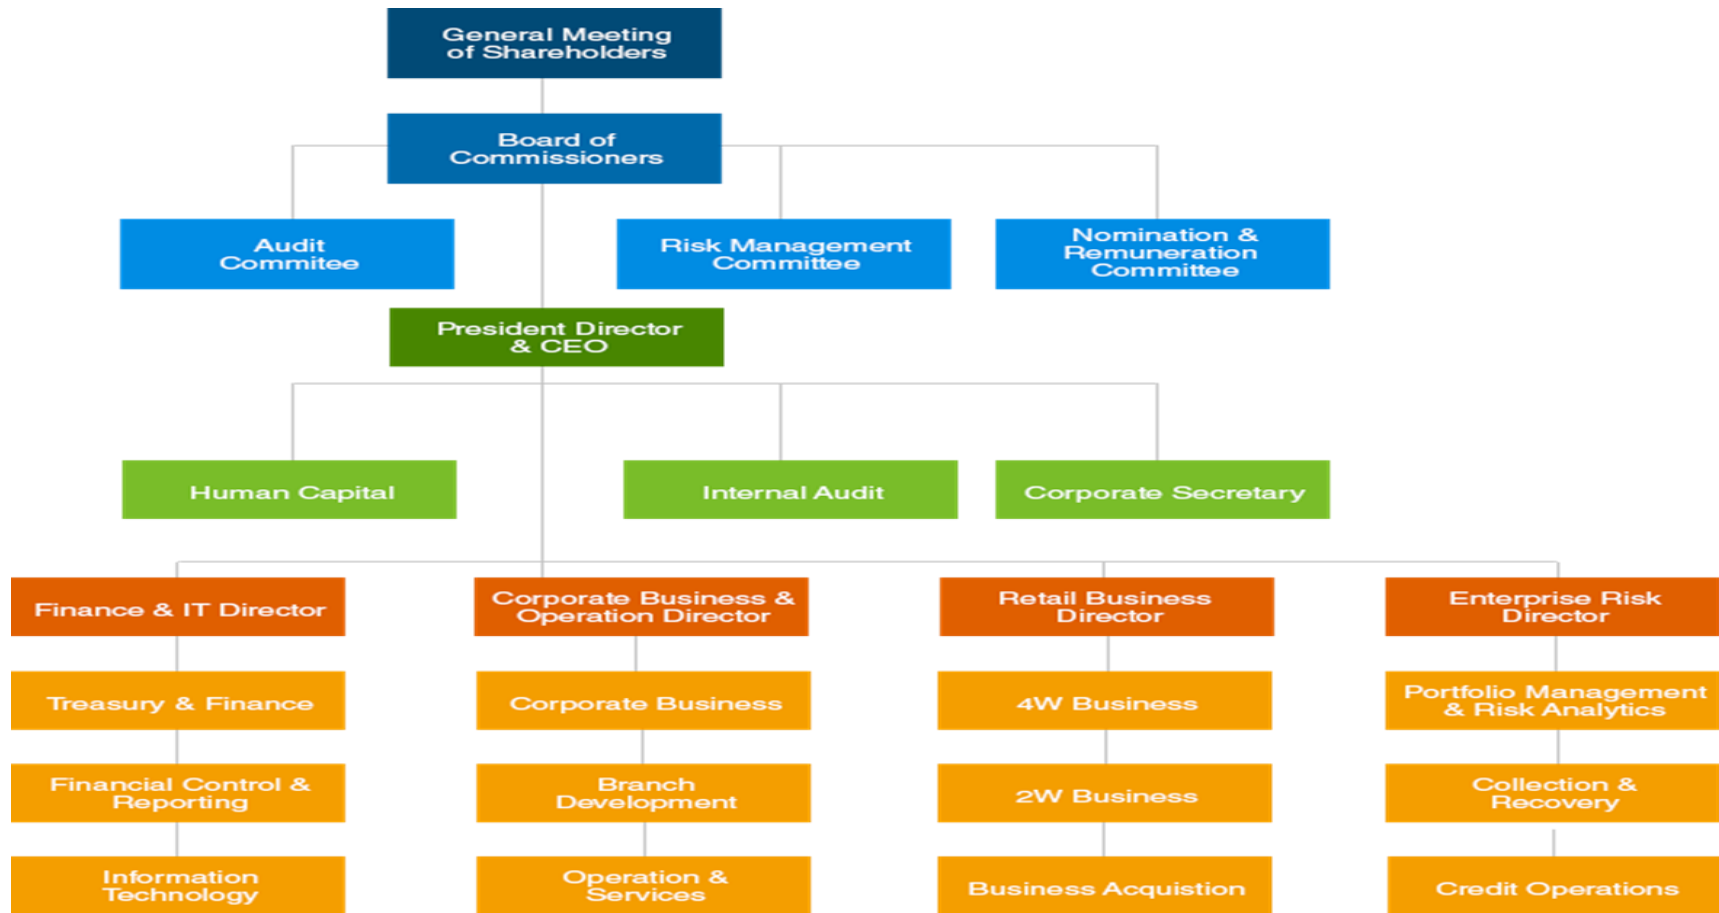 General Meeting
of Shareholders
Board of
Commissioners
Audit
Commitee
Risk Management
Committee
Nomination &
Remuneration
Committee
President Director
& CEO
Human Capital
Internal Audit
Corporate Secretary
Finance & IT Director
Corporate Business &
Operation Director
Retail Business
Director
Enterprise Risk
Director
Treasury & Finance
Corporate Business
4W Business
Portfolio Management
& Risk Analytics
Financial Control &
Reporting
Branch
Development
2W Business
Collection &
Recovery
Information
Technology
Operation &
Services
Business Acquistion
Credit Operations